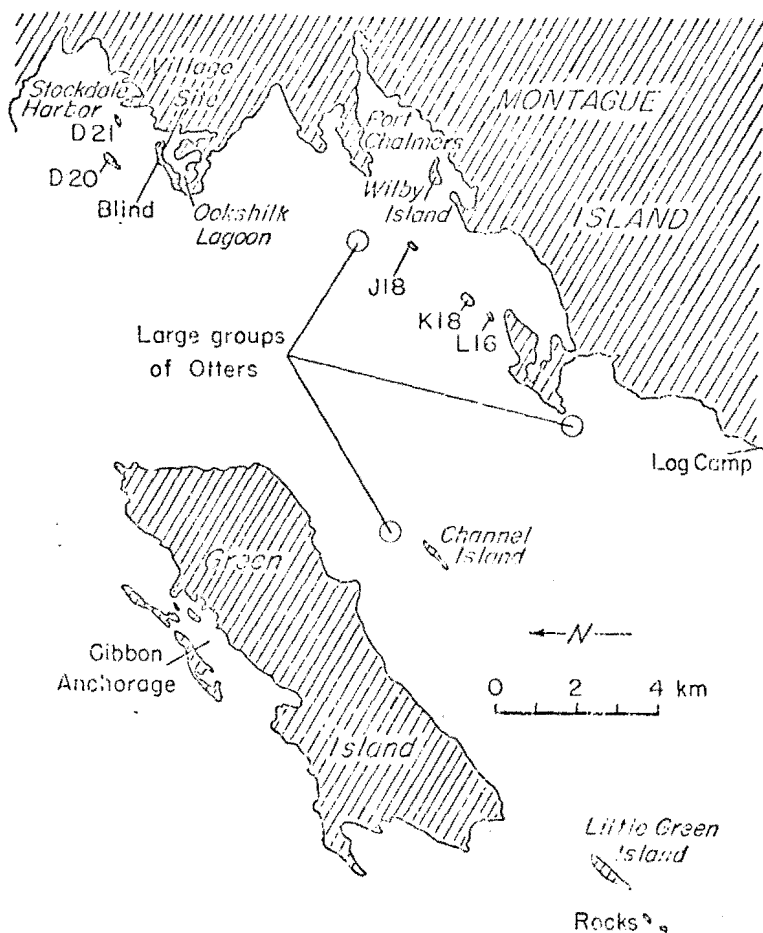 Village
Site
Stockdale
Harbor
D21
D20
Blind
Ookshilk
Lagoon
Port
Chalmers
Wilby
Island
MONTAGUE
ISLAND
J18
K18
L16
Large groups
of Otters
Log Camp
Channel
Island
Green
Island
Gibbon
Anchorage
N
0 2 4 km
Little Green
Island
Rocks